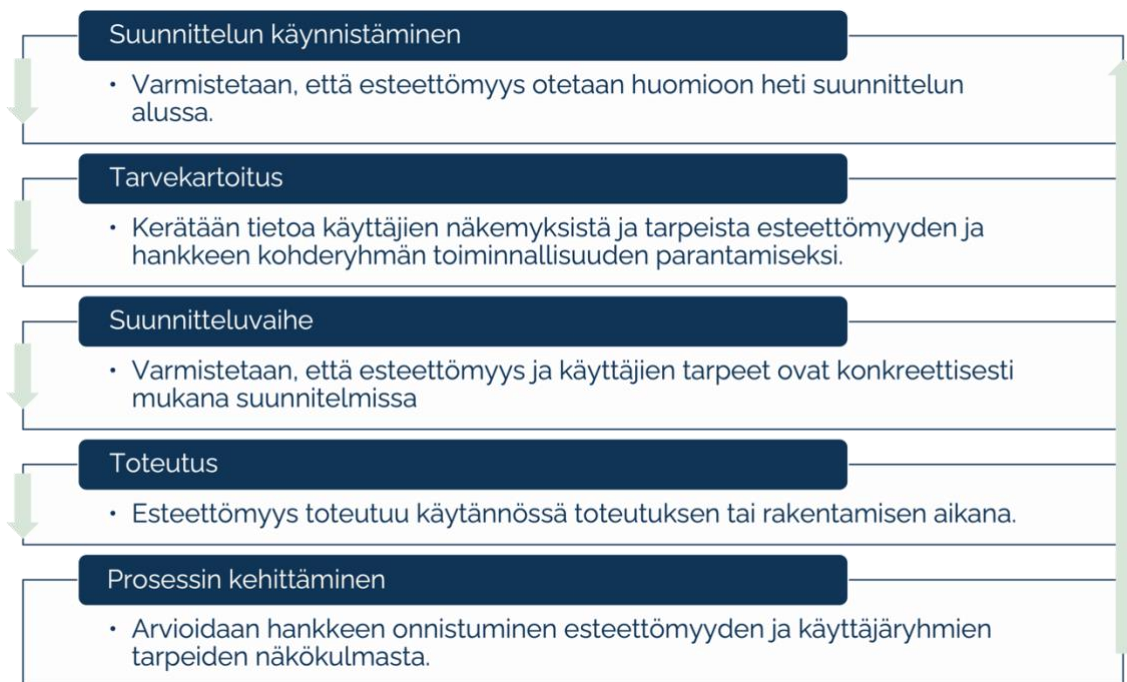 Suunnittelun käynnistäminen
• Varmistetaan, että esteettömyys otetaan huomioon heti suunnittelun
alussa.
Tarvekartoitus
• Kerätään tietoa käyttäjien näkemyksistä ja tarpeista esteettömyyden ja
hankkeen kohderyhmän toiminnallisuuden parantamiseksi.
Suunnitteluvaihe
• Varmistetaan, että esteettömyys ja käyttäjien tarpeet ovat konkreettisesti
mukana suunnitelmissa
Toteutus
• Esteettömyys toteutuu käytännössä toteutuksen tai rakentamisen aikana.
Prosessin kehittäminen
• Arvioidaan hankkeen onnistuminen esteettömyyden ja käyttäjäryhmien
tarpeiden näkökulmasta.